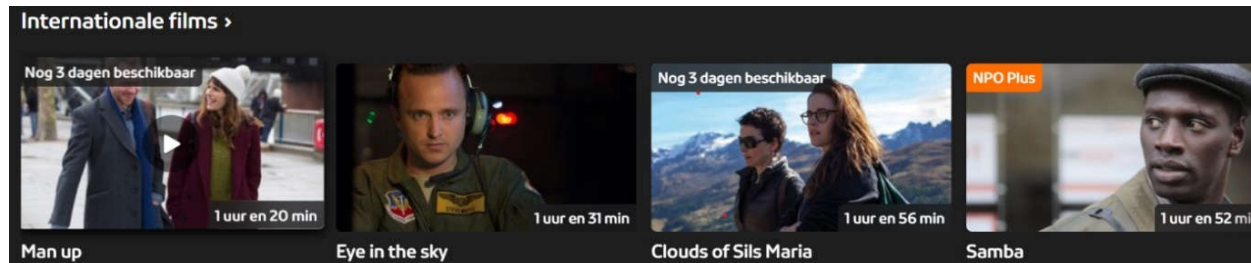 Internationale films ›
Nog 3 dagen beschikbaar
1 uur en 20 min
Man up
1 uur en 31 min
Eye in the sky
Nog 3 dagen beschikbaar
1 uur en 56 min
Clouds of Sils Maria
NPO Plus
1 uur en 52 mi
Samba